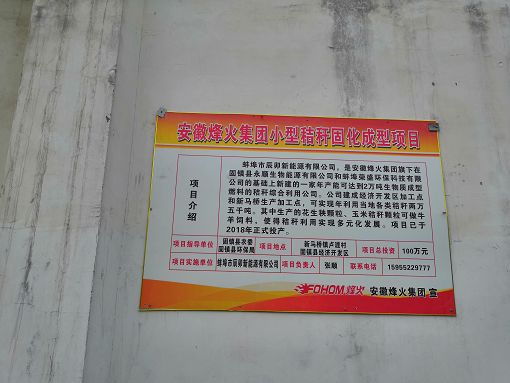 安徽烽火集团小型秸秆固化成型项目
项目介绍
蚌埠市辰卯新能源有限公司，是安徽烽火集团旗下在
固镇县永顺生物能源有限公司和蚌埠荣盛环保科技有限
公司的基础上新建的一家年产能可达到2万吨生物质成型
燃料的秸秆综合利用公司。公司建成经济开发区加工点
和新马桥生产加工点，可实现年利用当地各类秸秆两万
五千吨。其中生产的花生秧颗粒、玉米秸秆颗粒可做牛
羊饲料，使得秸秆利用实现多元化发展。项目已于
2018年正式投产。
项目指导单位 固镇县农委 固镇县环保局 项目地点 新马桥镇卢渡村 固镇县经济开发区 项目总投资 100万元
项目实施单位 蚌埠市辰卯新能源有限公司 项目负责人 张顺 联系电话 15955229777
FOHOM 烽火 安徽烽火集团 宣